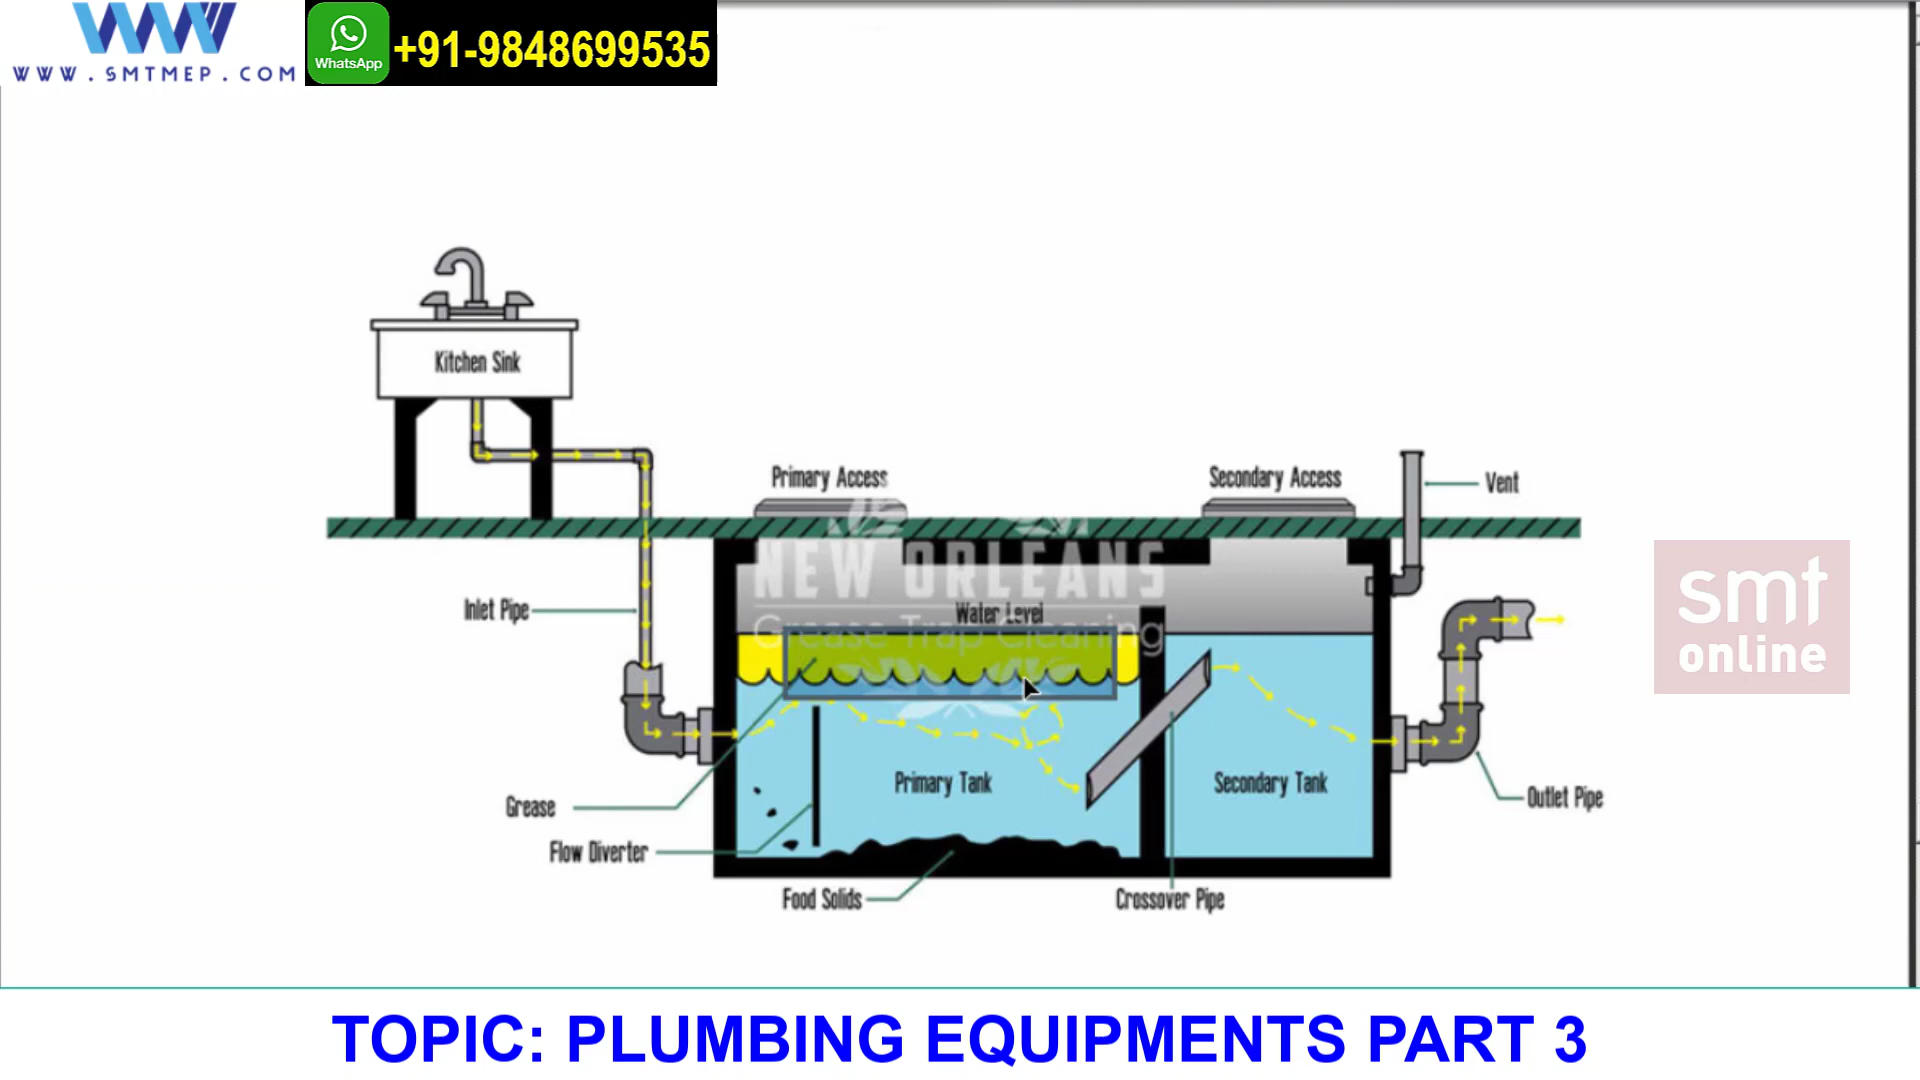 WWW.SMTMEP.COM
WhatsApp
+91-9848699535
Kitchen Sink
Primary Access
Secondary Access
Vent
NEW ORLEANS
Inlet Pipe
Water Level
Grease Trap Cleaning
smt
online
Primary Tank
Secondary Tank
Outlet Pipe
Grease
Flow Diverter
Food Solids
Crossover Pipe
TOPIC: PLUMBING EQUIPMENTS PART 3